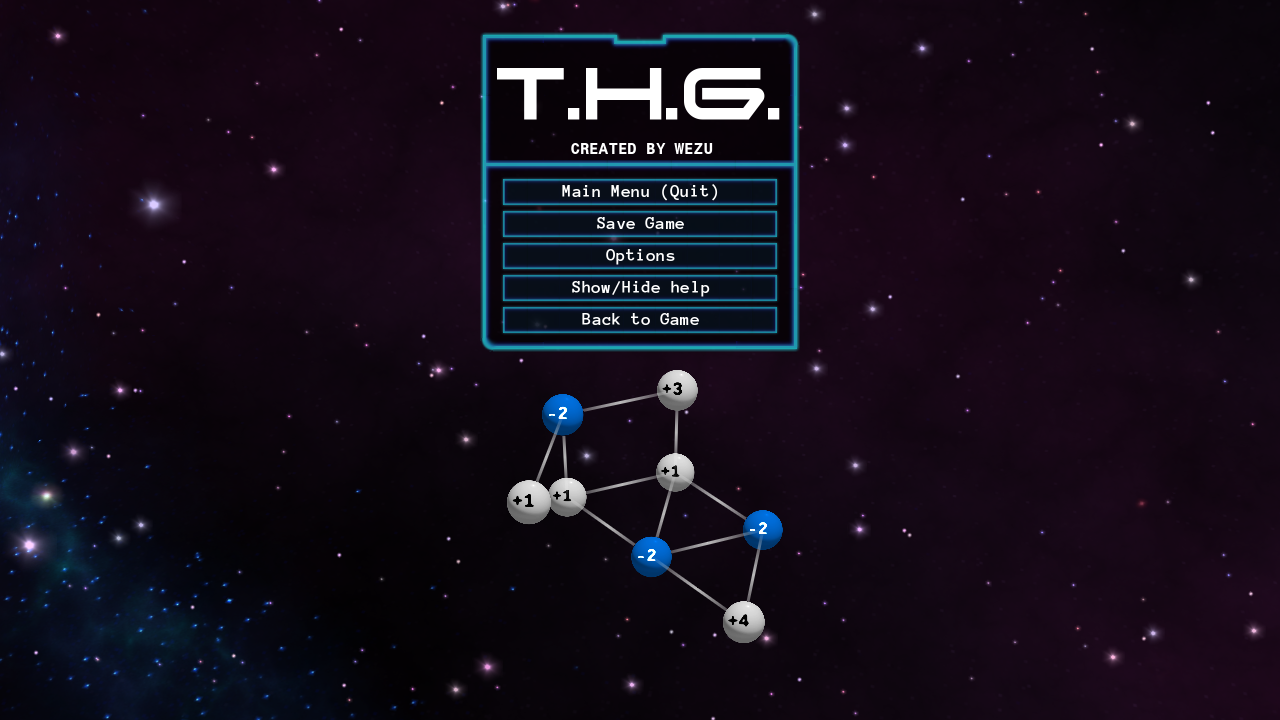 T.H.G.
CREATED BY WEZU
Main Menu (Quit)
Save Game
Options
Show/Hide help
Back to Game
+3
-2
+1
+1 +1
-2
-2
+4